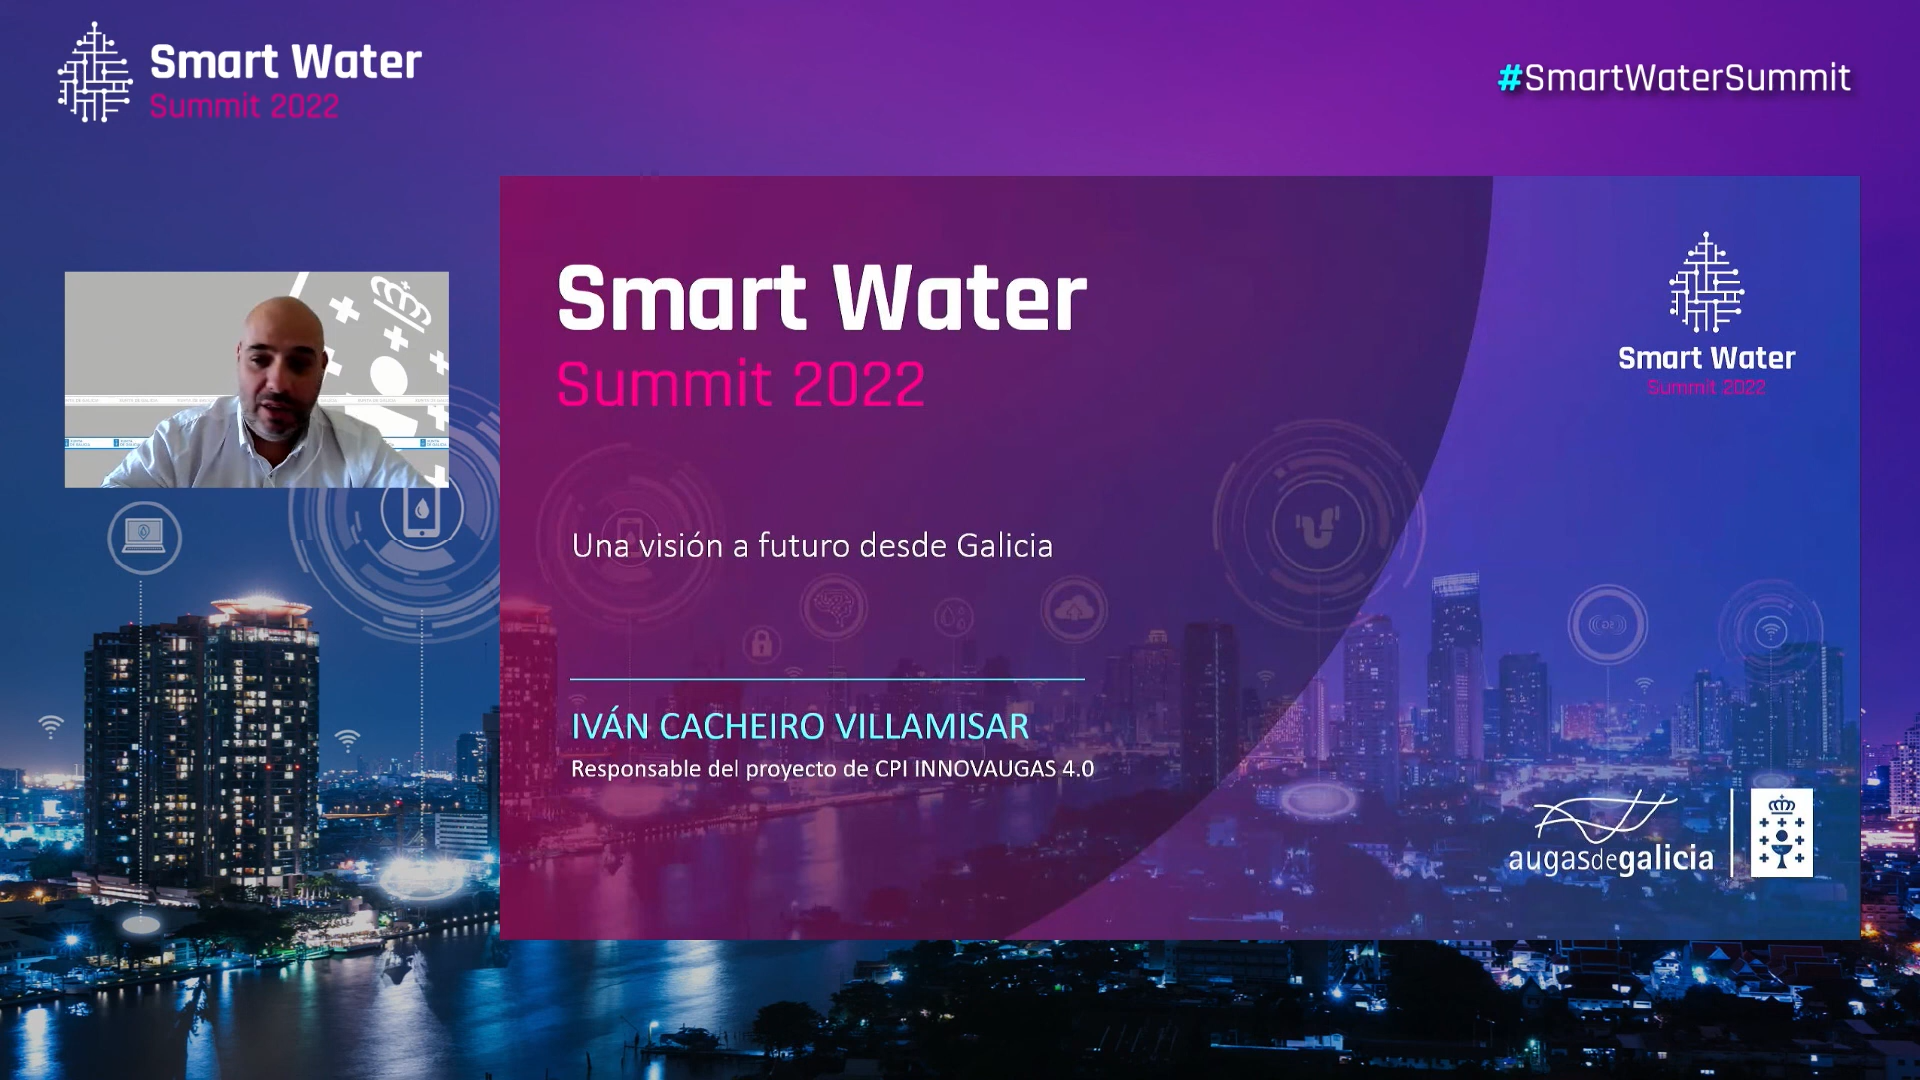 Smart Water
Summit 2022
#SmartWaterSummit
Smart Water
Summit 2022
Smart Water
Summit 2022
Una visión a futuro desde Galicia
IVÁN CACHEIRO VILLAMISAR
Responsable del proyecto de CPI INNOVAUGAS 4.0
augasdegalicia